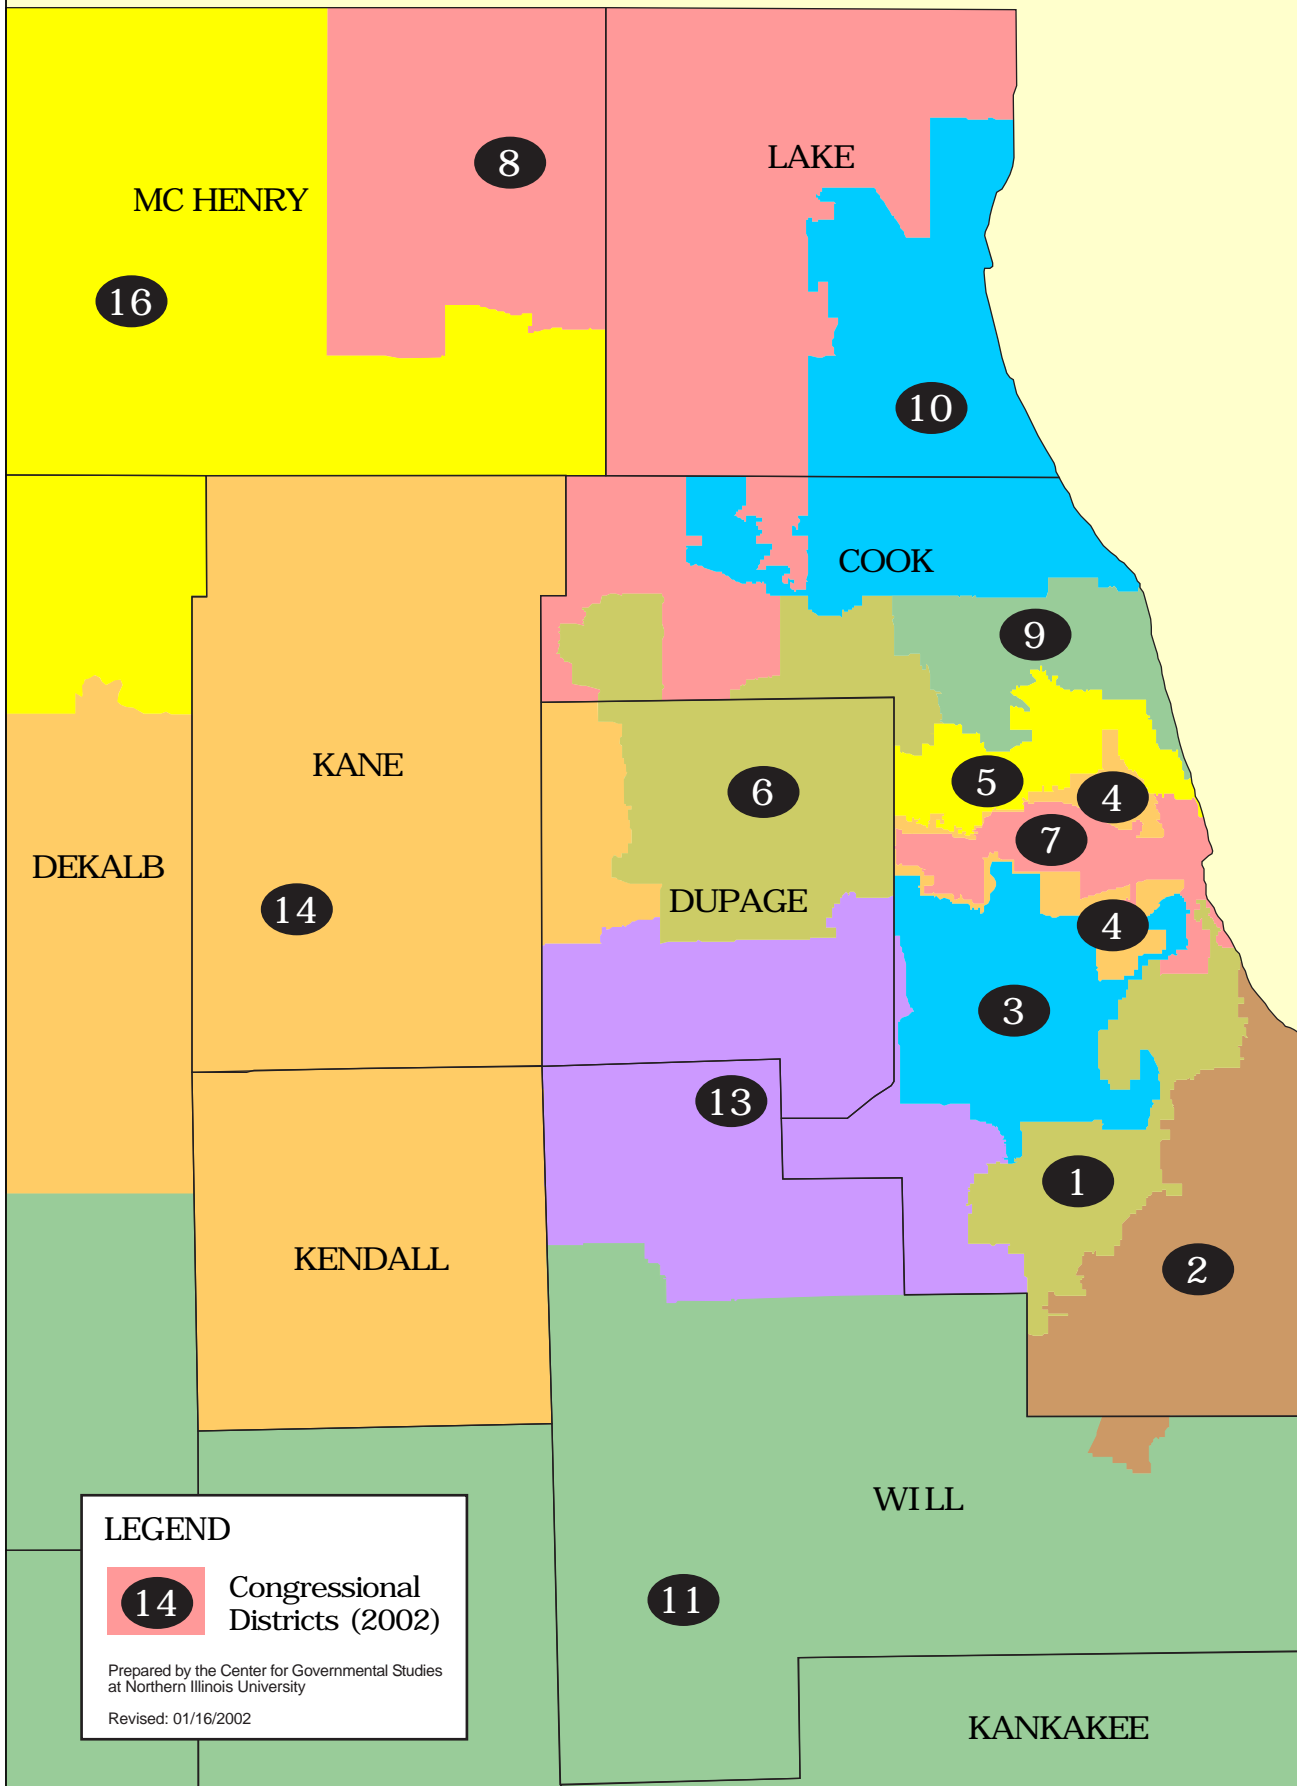 8
LAKE
MC HENRY
16
10
COOK
9
KANE
5
6
4
7
DEKALB
DUPAGE
14
4
3
13
1
KENDALL
2
WILL
LEGEND
14
Congressional
Districts (2002)
11
Prepared by the Center for Governmental Studies
at Northern Illinois University
Revised: 01/16/2002
KANKAKEE